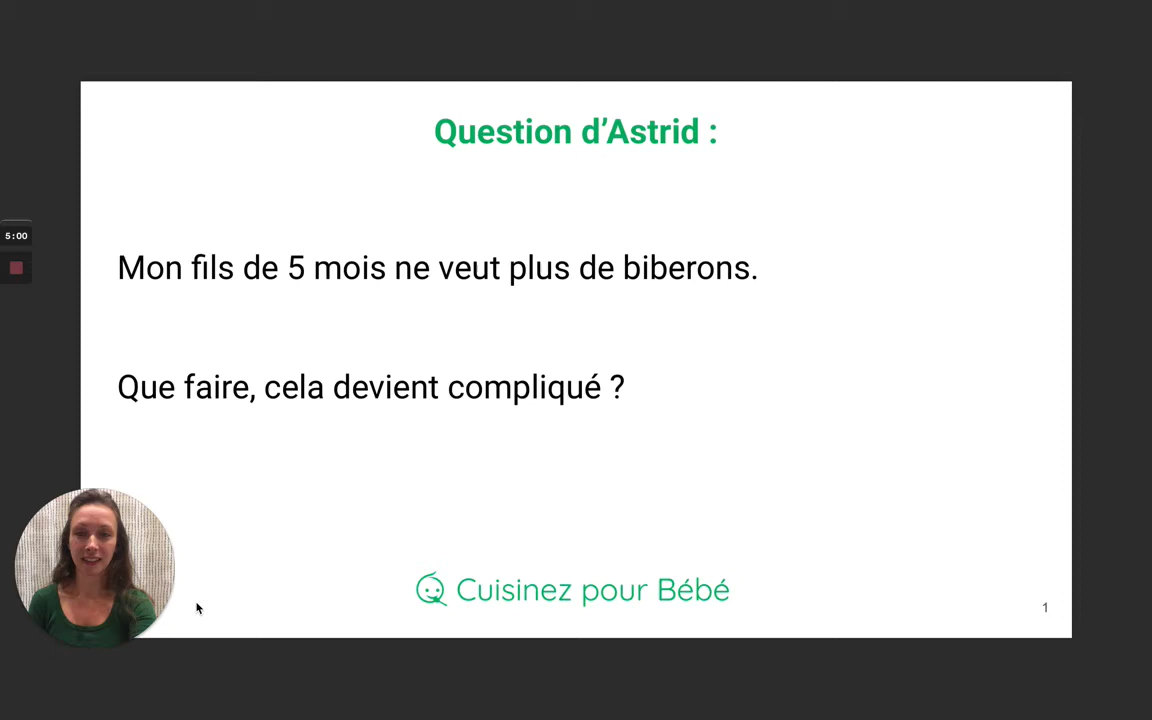 Question d’Astrid :
5:00
Mon fils de 5 mois ne veut plus de biberons.
Que faire, cela devient compliqué ?
Cuisinez pour Bébé
1